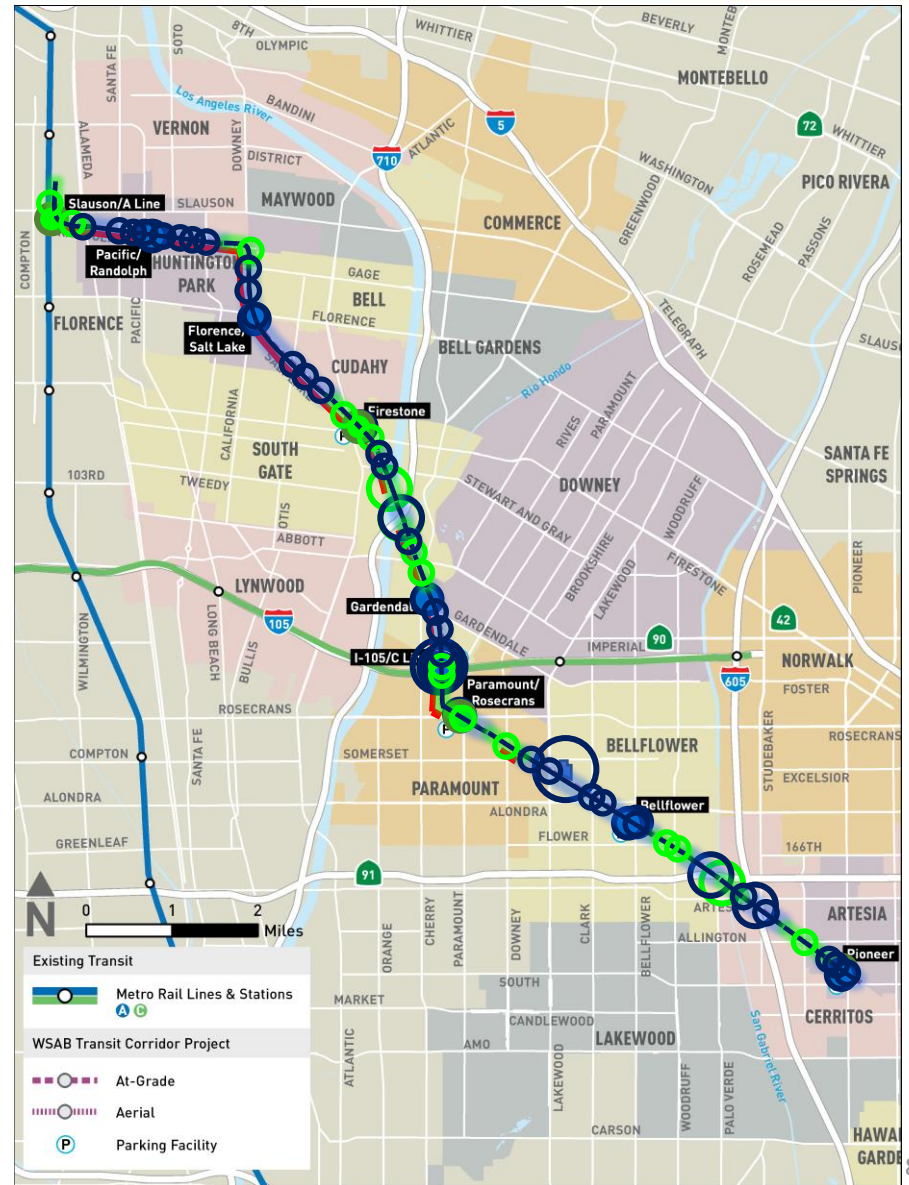 WHITTIER
BEVERLY
MONTEB
8TH
OLYMPIC
SOTO
SANTA FE
MONTEBELLO
Los Angeles River
BANDINI
VERNON
DOWNEY
DISTRICT
ALAMEDA
710
ATLANTIC
5
72
WHITTIER
WASHINGTON
PICO RIVERA
GREENWOOD
ROSEMEAD
PASSONS
Slauson/A Line
SLAUSON
MAYWOOD
COMMERCE
COMPTON
Pacific/
Randolph
HUNTINGTON
PARK
GAGE
BELL
FLORENCE
PACIFIC
FLORENCE
Florence/
Salt Lake
CUDAHY
BELL GARDENS
TELEGRAPH
SLAUS
Rio Hondo
CALIFORNIA
Firestone
P
SOUTH
GATE
RIVES
PARAMOUNT
SANTA FE
SPRINGS
103RD
TWEEDY
OTIS
ABBOTT
DOWNEY
STEWART AND GRAY
WOODRUFF
BROOKSHIRE
LAKEWOOD
FIRESTONE
PIONEER
LYNWOOD
105
LONG BEACH
BULLIS
WILMINGTON
Gardendal
GARDENDALE
I-105/C L
IMPERIAL
90
42
NORWALK
605
FOSTER
Paramount/
Rosecrans
P
ROSECRANS
ROSECRANS
SANTA FE
COMPTON
SOMERSET
PARAMOUNT
BELLFLOWER
STUDEBAKER
EXCELSIOR
ALONDRA
ALONDRA
Bellflower
FLOWER
GREENLEAF
166TH
91
N
0
1
2
Miles
ORANGE
CHERRY
PARAMOUNT
DOWNEY
CLARK
BELLFLOWER
ARTES
ALLINGTON
ARTESIA
Pioneer
CERRITOS
Existing Transit
Metro Rail Lines & Stations
A C
WSAB Transit Corridor Project
At-Grade
Aerial
P
Parking Facility
MARKET
SOUTH
CANDLEWOOD
AMO
LAKEWOOD
ATLANTIC
LAKEWOOD
WOODRUFF
PALO VERDE
San Gabriel River
CARSON
HAWAI
GARDE